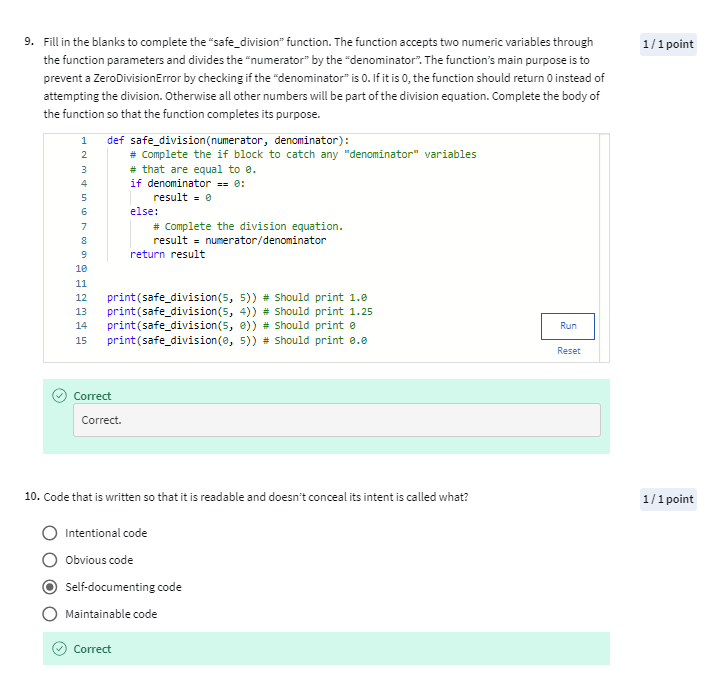 9. Fill in the blanks to complete the “safe_division” function. The function accepts two numeric variables through
1 / 1 point
the function parameters and divides the “numerator” by the “denominator”. The function’s main purpose is to
prevent a ZeroDivisionError by checking if the “denominator” is 0. If it is 0, the function should return 0 instead of
attempting the division. Otherwise all other numbers will be part of the division equation. Complete the body of
the function so that the function completes its purpose.
1 def safe_division(numerator, denominator):
2 # Complete the if block to catch any "denominator" variables
3 # that are equal to 0.
4 if denominator == 0:
5 result = 0
6 else:
7 # Complete the division equation.
8 result = numerator/denominator
9 return result
10
11
12 print(safe_division(5, 5)) # Should print 1.0
13 print(safe_division(5, 4)) # Should print 1.25
14 print(safe_division(5, 0)) # Should print 0
15 print(safe_division(0, 5)) # Should print 0.0
Run
Reset
Correct
Correct.
10. Code that is written so that it is readable and doesn’t conceal its intent is called what?
1 / 1 point
Intentional code
Obvious code
Self-documenting code
Maintainable code
Correct